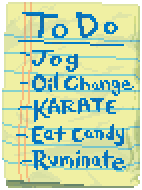 To Do
-Jog
-Oil Change
-KARATE
-Eat Candy
-Ruminate